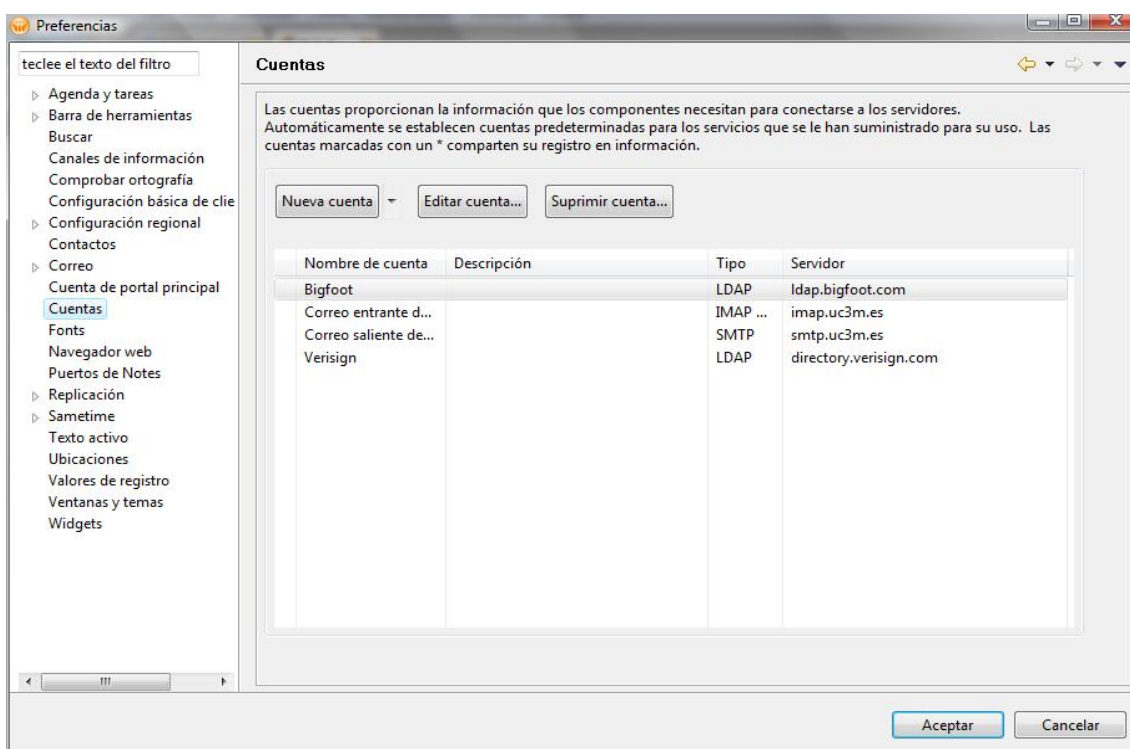 Preferencias
teclee el texto del filtro
Agenda y tareas
Barra de herramientas
Buscar
Canales de información
Comprobar ortografía
Configuración básica de clie
Configuración regional
Contactos
Correo
Cuenta de portal principal
Cuentas
Fonts
Navegador web
Puertos de Notes
Replicación
Sametime
Texto activo
Ubicaciones
Valores de registro
Ventanas y temas
Widgets
Cuentas
Las cuentas proporcionan la información que los componentes necesitan para conectarse a los servidores.
Automáticamente se establecen cuentas predeterminadas para los servicios que se le han suministrado para su uso. Las
cuentas marcadas con un * comparten su registro en información.
Nueva cuenta Editar cuenta... Suprimir cuenta...
Nombre de cuenta Descripción Tipo Servidor
Bigfoot LDAP ldap.bigfoot.com
Correo entrante d... IMAP ... imap.uc3m.es
Correo saliente de... SMTP smtp.uc3m.es
Verisign LDAP directory.verisign.com
Aceptar Cancelar